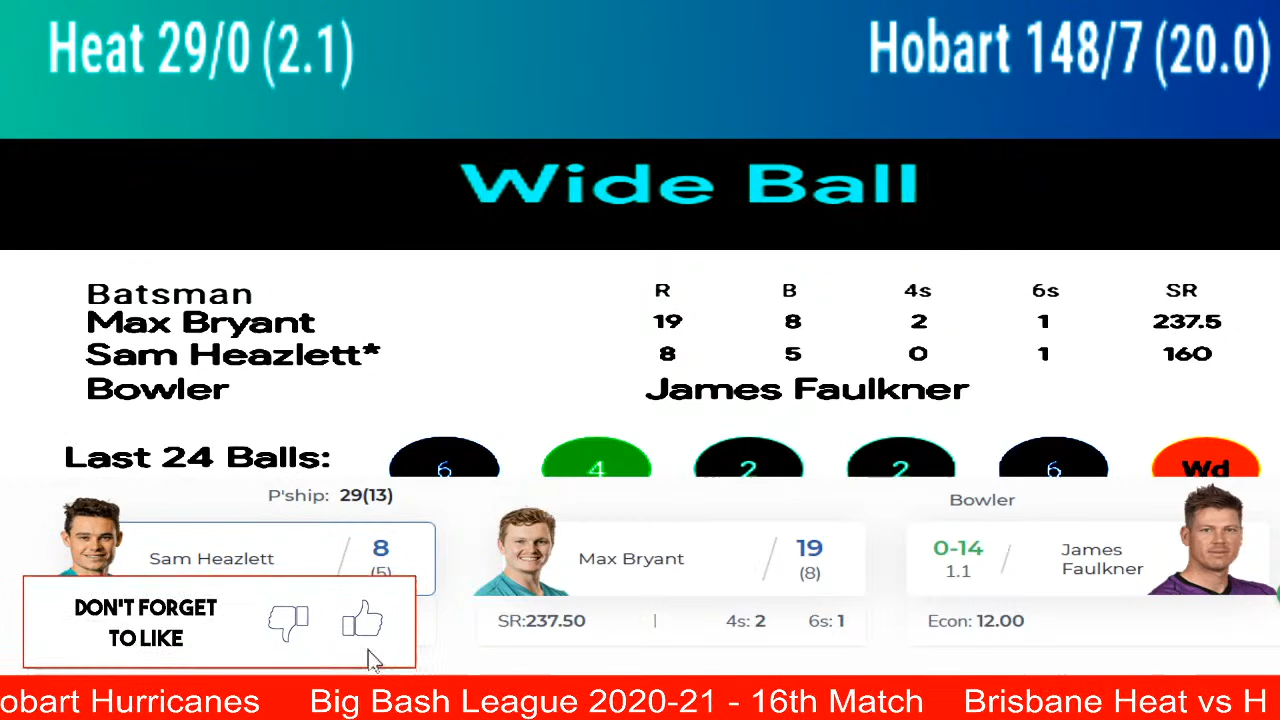 Heat 29/0 (2.1) Hobart 148/7 (20.0)
Wide Ball
Batsman R B 4s 6s SR
Max Bryant 19 8 2 1 237.5
Sam Heazlett* 8 5 0 1 160
Bowler James Faulkner
Last 24 Balls: 6 4 2 2 6 Wd
P'ship: 29(13) Bowler
Sam Heazlett 8 (5)
Max Bryant 19 (8)
0-14 1.1 James Faulkner
DON'T FORGET
TO LIKE
SR:237.50 4s: 2 6s: 1 Econ: 12.00
obart Hurricanes Big Bash League 2020-21 - 16th Match Brisbane Heat vs H